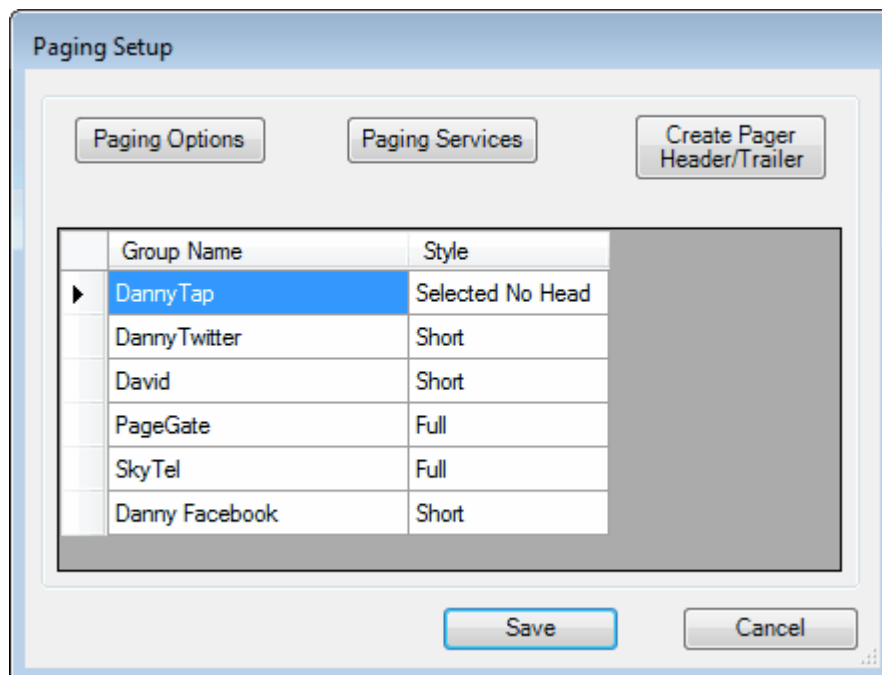 Paging Setup
Paging Options
Paging Services
Create Pager
Header/Trailer
Group Name Style
DannyTap Selected No Head
DannyTwitter Short
David Short
PageGate Full
SkyTel Full
Danny Facebook Short
Save
Cancel